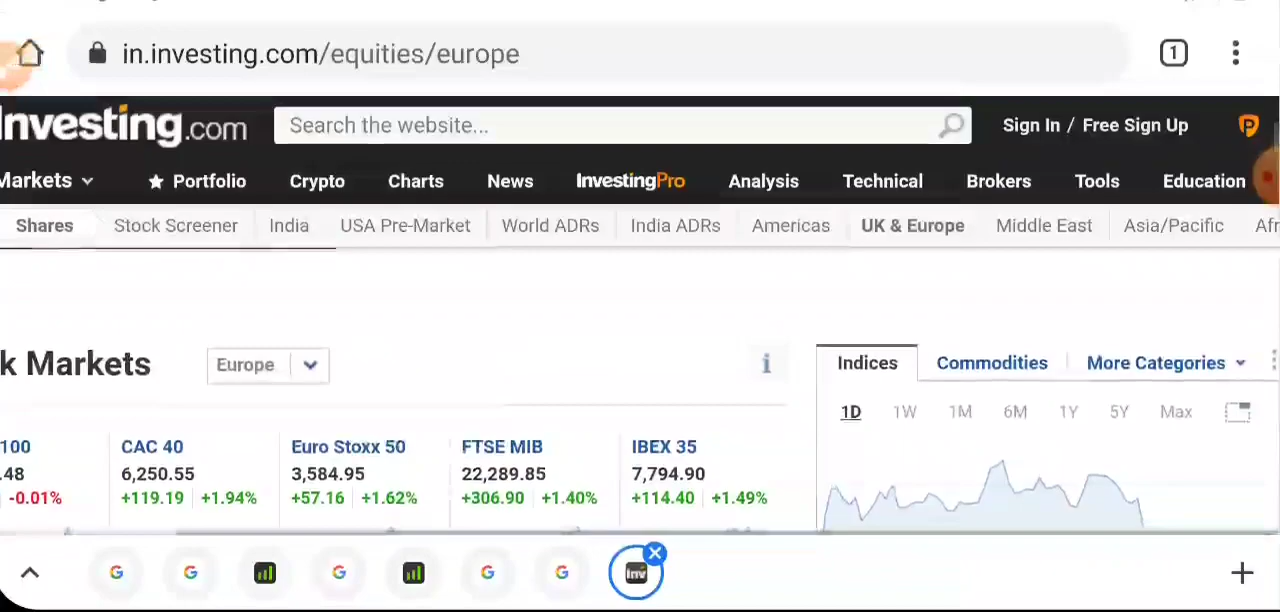 in.investing.com/equities/europe
1
Investing.com
Search the website...
Sign In / Free Sign Up
P
Markets
Portfolio
Crypto
Charts
News
InvestingPro
Analysis
Technical
Brokers
Tools
Education
Shares
Stock Screener
India
USA Pre-Market
World ADRs
India ADRs
Americas
UK & Europe
Middle East
Asia/Pacific
Afr
k Markets
Europe
i
Indices
Commodities
More Categories
1D
1W
1M
6M
1Y
5Y
Max
100
.48
-0.01%
CAC 40
6,250.55
+119.19 +1.94%
Euro Stoxx 50
3,584.95
+57.16 +1.62%
FTSE MIB
22,289.85
+306.90 +1.40%
IBEX 35
7,794.90
+114.40 +1.49%
G
G
G
G
G
Inv